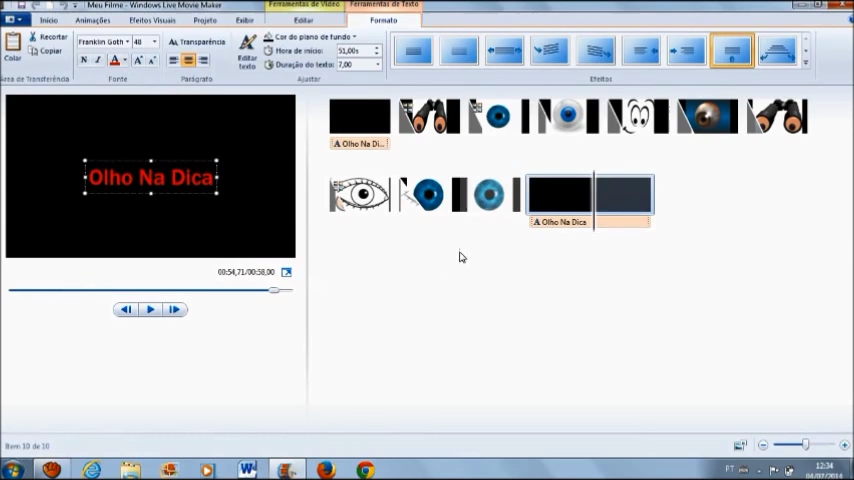 Meu Filme - Windows Live Movie Maker
Ferramentas de Vídeo
Ferramentas de Texto
Início
Animações
Efeitos Visuais
Projeto
Exibir
Editar
Formato
Colar
Recortar
Copiar
Área de Transferência
Franklin Goth
48
N
I
A
A
A
Fonte
Transparência
Parágrafo
Editar
texto
Cor do plano de fundo
Hora de início:
51,00s
Duração do texto:
7,00
Ajustar
Efeitos
Olho Na Dica
00:54,71/00:58,00
A Olho Na Di...
A Olho Na Dica
Item 10 de 10
PT
12:34
04/07/2014